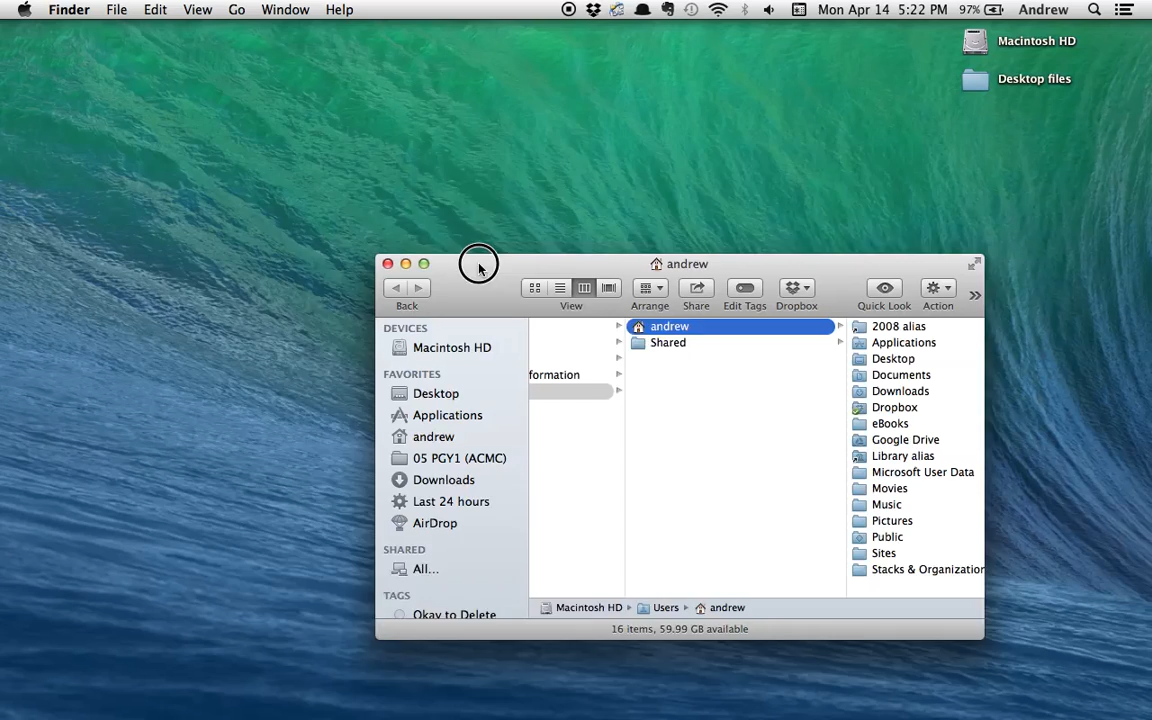 Finder File Edit View Go Window Help Mon Apr 14 5:22 PM 97% Andrew
Macintosh HD
Desktop files
andrew
Back View Arrange Share Edit Tags Dropbox Quick Look Action
DEVICES
Macintosh HD
FAVORITES
Desktop
Applications
andrew
05 PGY1 (ACMC)
Downloads
Last 24 hours
AirDrop
SHARED
All...
TAGS
Okay to Delete
formation
andrew
Shared
2008 alias
Applications
Desktop
Documents
Downloads
Dropbox
eBooks
Google Drive
Library alias
Microsoft User Data
Movies
Music
Pictures
Public
Sites
Stacks & Organization
Macintosh HD Users andrew
16 items, 59.99 GB available